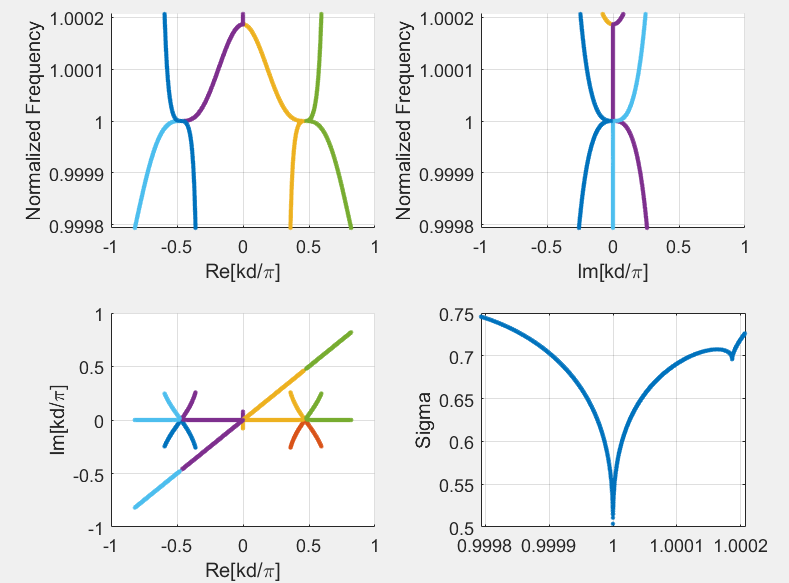 1.0002
1.0001
1
0.9999
0.9998
Normalized Frequency
-1 -0.5 0 0.5 1
Re[kd/π]
1.0002
1.0001
1
0.9999
0.9998
Normalized Frequency
-1 -0.5 0 0.5 1
Im[kd/π]
1
0.5
0
-0.5
-1
Im[kd/π]
-1 -0.5 0 0.5 1
Re[kd/π]
0.75
0.7
0.65
0.6
0.55
0.5
Sigma
0.9998 0.9999 1 1.0001 1.0002